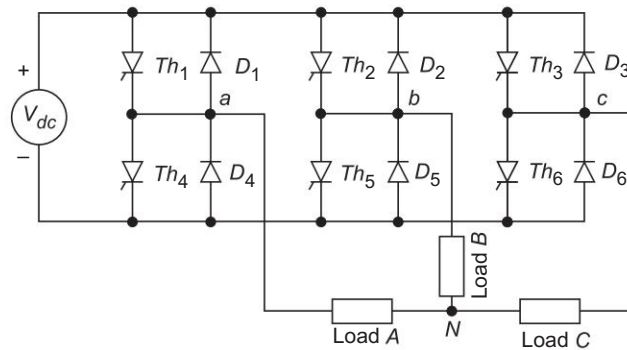 +
V_dc
−
Th1 D1 Th2 D2 Th3 D3
a b c
Th4 D4 Th5 D5 Th6 D6
Load B
N
Load A Load C